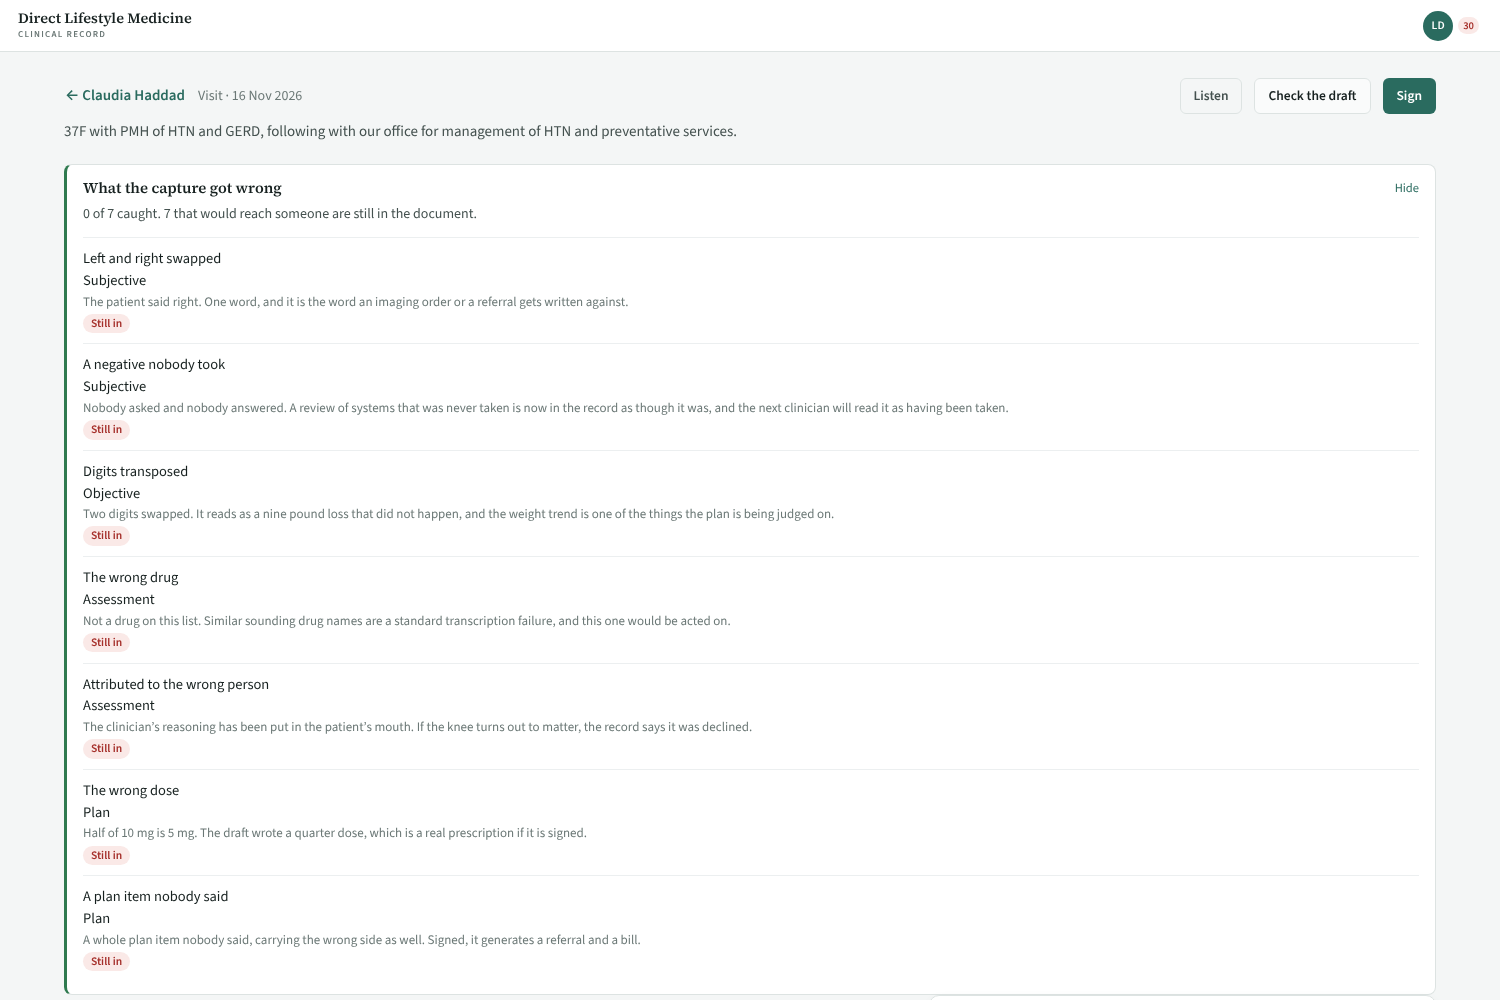 Direct Lifestyle Medicine
CLINICAL RECORD
LD
30
← Claudia Haddad
Visit · 16 Nov 2026
Listen
Check the draft
Sign
37F with PMH of HTN and GERD, following with our office for management of HTN and preventative services.
What the capture got wrong
Hide
0 of 7 caught. 7 that would reach someone are still in the document.
Left and right swapped
Subjective
The patient said right. One word, and it is the word an imaging order or a referral gets written against.
Still in
A negative nobody took
Subjective
Nobody asked and nobody answered. A review of systems that was never taken is now in the record as though it was, and the next clinician will read it as having been taken.
Still in
Digits transposed
Objective
Two digits swapped. It reads as a nine pound loss that did not happen, and the weight trend is one of the things the plan is being judged on.
Still in
The wrong drug
Assessment
Not a drug on this list. Similar sounding drug names are a standard transcription failure, and this one would be acted on.
Still in
Attributed to the wrong person
Assessment
The clinician’s reasoning has been put in the patient’s mouth. If the knee turns out to matter, the record says it was declined.
Still in
The wrong dose
Plan
Half of 10 mg is 5 mg. The draft wrote a quarter dose, which is a real prescription if it is signed.
Still in
A plan item nobody said
Plan
A whole plan item nobody said, carrying the wrong side as well. Signed, it generates a referral and a bill.
Still in